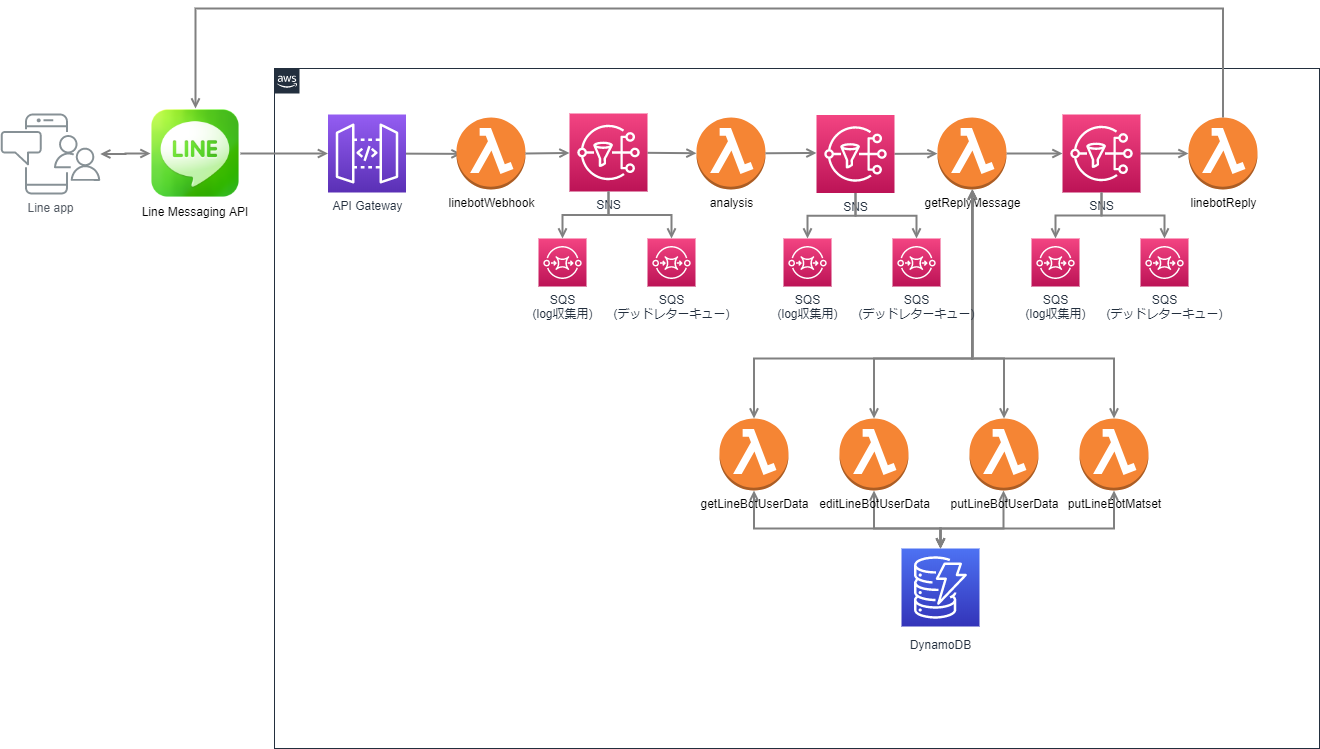 aws
LINE
Line app
Line Messaging API
API Gateway
linebotWebhook
SNS
analysis
SNS
getReplyMessage
SNS
linebotReply
SQS
(log収集用)
SQS
(デッドレターキュー)
SQS
(log収集用)
SQS
(デッドレターキュー)
SQS
(log収集用)
SQS
(デッドレターキュー)
getLineBotUserData
editLineBotUserData
putLineBotUserData
putLineBotMatset
DynamoDB